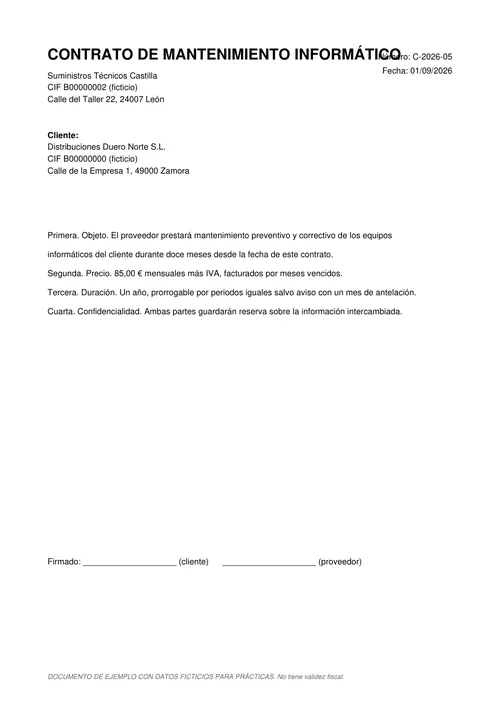 CONTRATO DE MANTENIMIENTO INFORMÁTICO
Número: C-2026-05
Fecha: 01/09/2026
Suministros Técnicos Castilla
CIF B00000002 (ficticio)
Calle del Taller 22, 24007 León
Cliente:
Distribuciones Duero Norte S.L.
CIF B00000000 (ficticio)
Calle de la Empresa 1, 49000 Zamora
Primera. Objeto. El proveedor prestará mantenimiento preventivo y correctivo de los equipos
informáticos del cliente durante doce meses desde la fecha de este contrato.
Segunda. Precio. 85,00 € mensuales más IVA, facturados por meses vencidos.
Tercera. Duración. Un año, prorrogable por periodos iguales salvo aviso con un mes de antelación.
Cuarta. Confidencialidad. Ambas partes guardarán reserva sobre la información intercambiada.
Firmado: _____________________ (cliente) _____________________ (proveedor)
DOCUMENTO DE EJEMPLO CON DATOS FICTICIOS PARA PRÁCTICAS. No tiene validez fiscal.